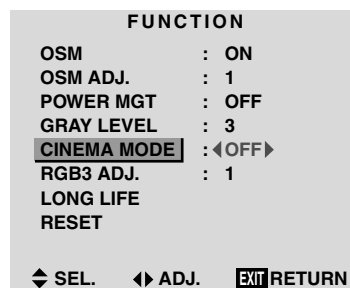 FUNCTION
OSM : ON
OSM ADJ. : 1
POWER MGT : OFF
GRAY LEVEL : 3
CINEMA MODE : ◀OFF▶
RGB3 ADJ. : 1
LONG LIFE
RESET
SEL. ADJ. EXIT RETURN